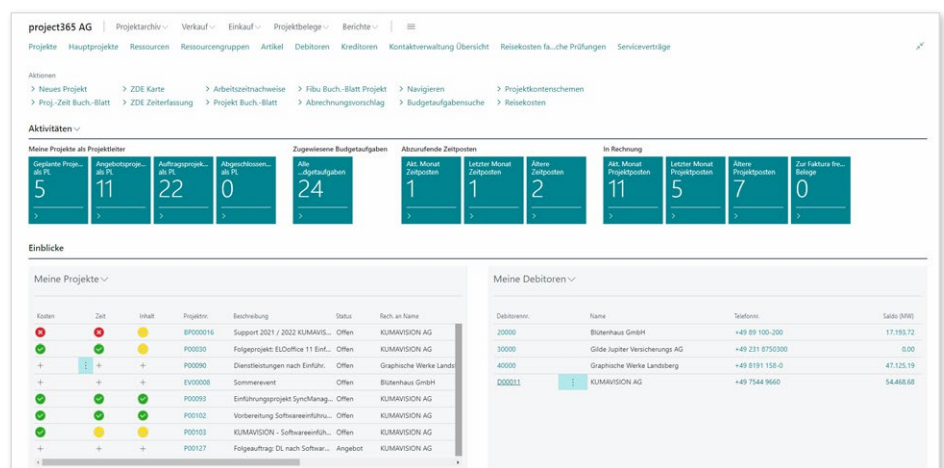 project365 AG Projektarchiv Verkauf Einkauf Projektbelege Berichte
Projekte Hauptprojekte Ressourcen Ressourcengruppen Artikel Debitoren Kreditoren Kontaktverwaltung Übersicht Reisekosten fa...che Prüfungen Serviceverträge
Aktionen
> Neues Projekt > ZDE Karte > Arbeitszeitnachweise > Fibu Buch.-Blatt Projekt > Navigieren > Projektkontenschemen
> Proj.-Zeit Buch.-Blatt > ZDE Zeiterfassung > Projekt Buch.-Blatt > Abrechnungsvorschlag > Budgetaufgabensuche > Reisekosten
Aktivitäten
Meine Projekte als Projektleiter Zugewiesene Budgetaufgaben Abzurufende Zeitposten In Rechnung
Geplante Proje... Angebotsproje... Auftragsprojek... Abgeschlossen... Alle Akt. Monat Letzter Monat Ältere Akt. Monat Letzter Monat Ältere Zur Faktura fre...
als PL als PL als PL als PL ...dgetaufgaben Zeitposten Zeitposten Zeitposten Projektposten Projektposten Projektposten Belege
5 11 22 0 24 1 1 2 11 5 7 0
> > > > > > > > > > > >
Einblicke
Meine Projekte Meine Debitoren
Kosten Zeit Inhalt Projektnr. Beschreibung Status Rech. an Name Debitorennr. Name Telefonnr. Saldo (MW)
BP000016 Support 2021 / 2022 KUMAVIS... Offen KUMAVISION AG 20000 Blütenhaus GmbH +49 89 100-200 17.193,72
P00030 Folgeprojekt: ELOoffice 11 Einf... Offen KUMAVISION AG 30000 Gilde Jupiter Versicherungs AG +49 231 8750300 0,00
+ + + P00090 Dienstleistungen nach Einführ. Offen Graphische Werke Lands 40000 Graphische Werke Landsberg +49 8191 158-0 47.125,19
+ + + EV00008 Sommerevent Offen Blütenhaus GmbH D00011 KUMAVISION AG +49 7544 9660 54.468,68
P00093 Einführungsprojekt SyncManag... Offen KUMAVISION AG
P00102 Vorbereitung Softwareeinführu... Offen KUMAVISION AG
P00103 KUMAVISION - Softwareeinfüh... Offen KUMAVISION AG
+ + + P00127 Folgeauftrag: DL nach Softwar... Angebot KUMAVISION AG